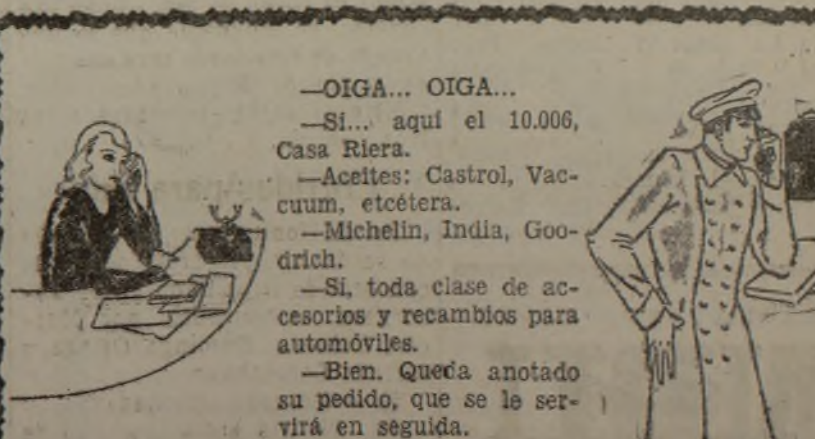 —OIGA... OIGA...
—Sí... aquí el 10.006,
Casa Riera.
—Aceites: Castrol, Vac-
cuum, etcétera.
—Michelin, India, Goo-
drich.
—Sí, toda clase de ac-
cesorios y recambios para
automóviles.
—Bien. Queda anotado
su pedido, que se le ser-
virá en seguida.